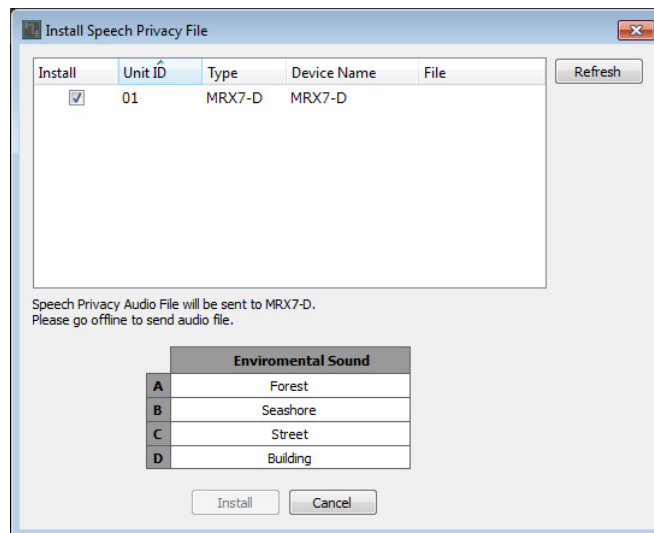 Install Speech Privacy File
Install Unit ID Type Device Name File
Refresh
01 MRX7-D MRX7-D
Speech Privacy Audio File will be sent to MRX7-D.
Please go offline to send audio file.
Enviromental Sound
A Forest
B Seashore
C Street
D Building
Install Cancel